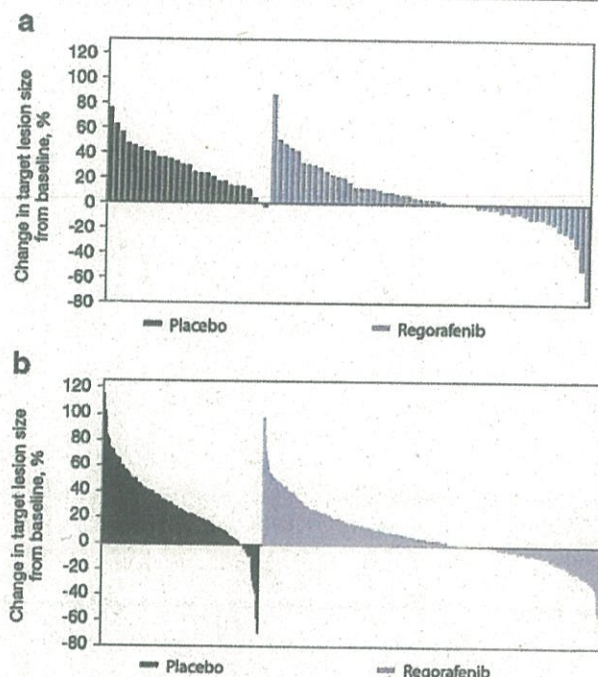 a
Change in target lesion size
from baseline, %
120
100
80
60
40
20
0
-20
-40
-60
-80
Placebo Regorafenib
b
Change in target lesion size
from baseline, %
120
100
80
60
40
20
0
-20
-40
-60
-80
Placebo Regorafenib